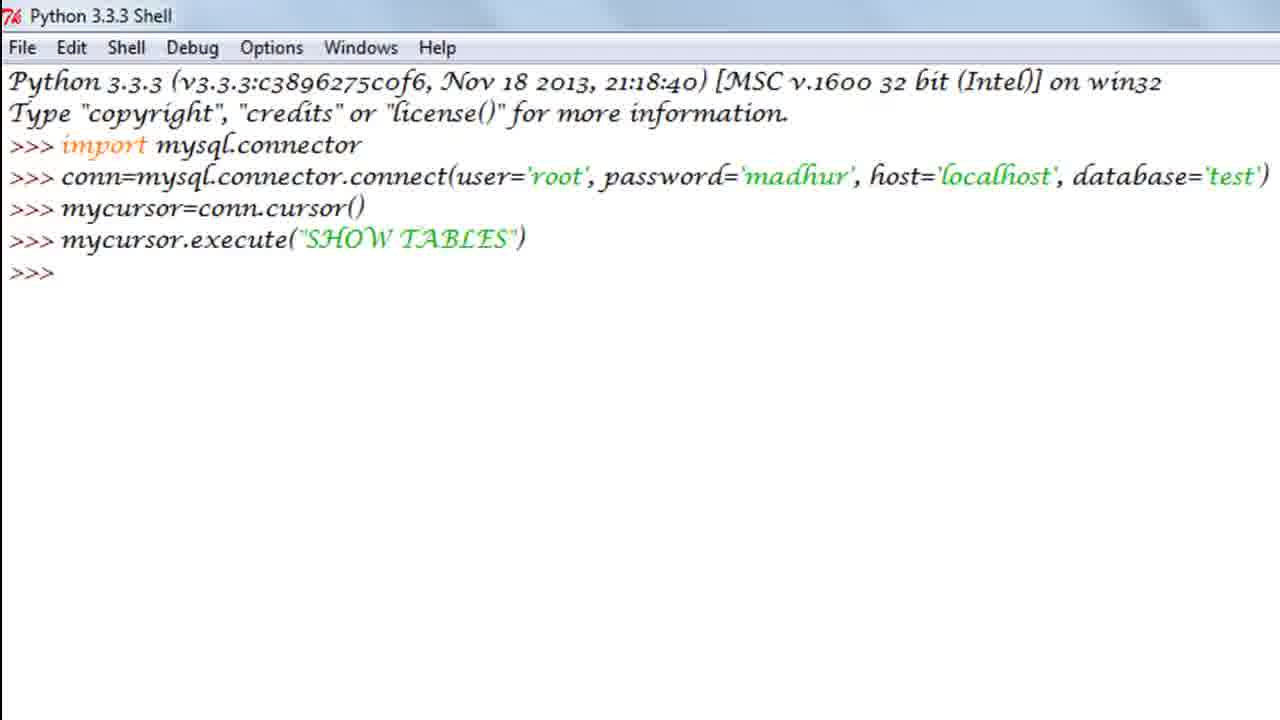 Python 3.3.3 Shell
File Edit Shell Debug Options Windows Help
Python 3.3.3 (v3.3.3:c3896275c0f6, Nov 18 2013, 21:18:40) [MSC v.1600 32 bit (Intel)] on win32
Type "copyright", "credits" or "license()" for more information.
>>> import mysql.connector
>>> conn=mysql.connector.connect(user='root', password='madhur', host='localhost', database='test')
>>> mycursor=conn.cursor()
>>> mycursor.execute("SHOW TABLES")
>>>